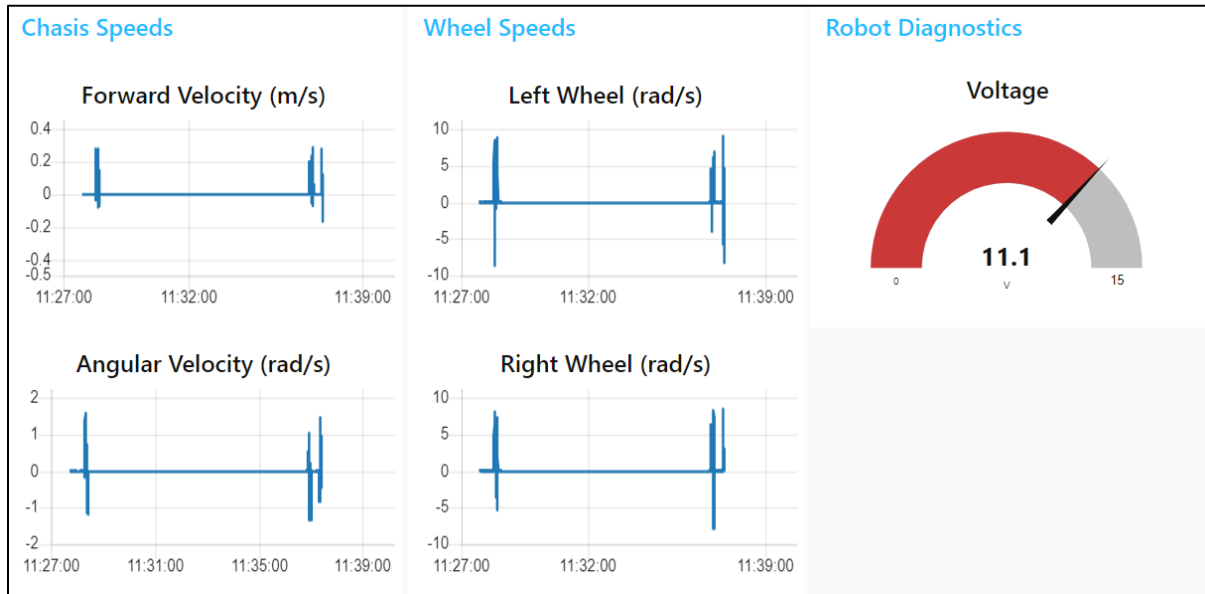 Chasis Speeds
Forward Velocity (m/s)
0.4
0.2
0
-0.2
-0.4
-0.5
11:27:00 11:32:00 11:39:00
Angular Velocity (rad/s)
2
1
0
-1
-2
11:27:00 11:31:00 11:35:00 11:39:00
Wheel Speeds
Left Wheel (rad/s)
10
5
0
-5
-10
11:27:00 11:32:00 11:39:00
Right Wheel (rad/s)
10
5
0
-5
-10
11:27:00 11:32:00 11:39:00
Robot Diagnostics
Voltage
11.1
0 V 15